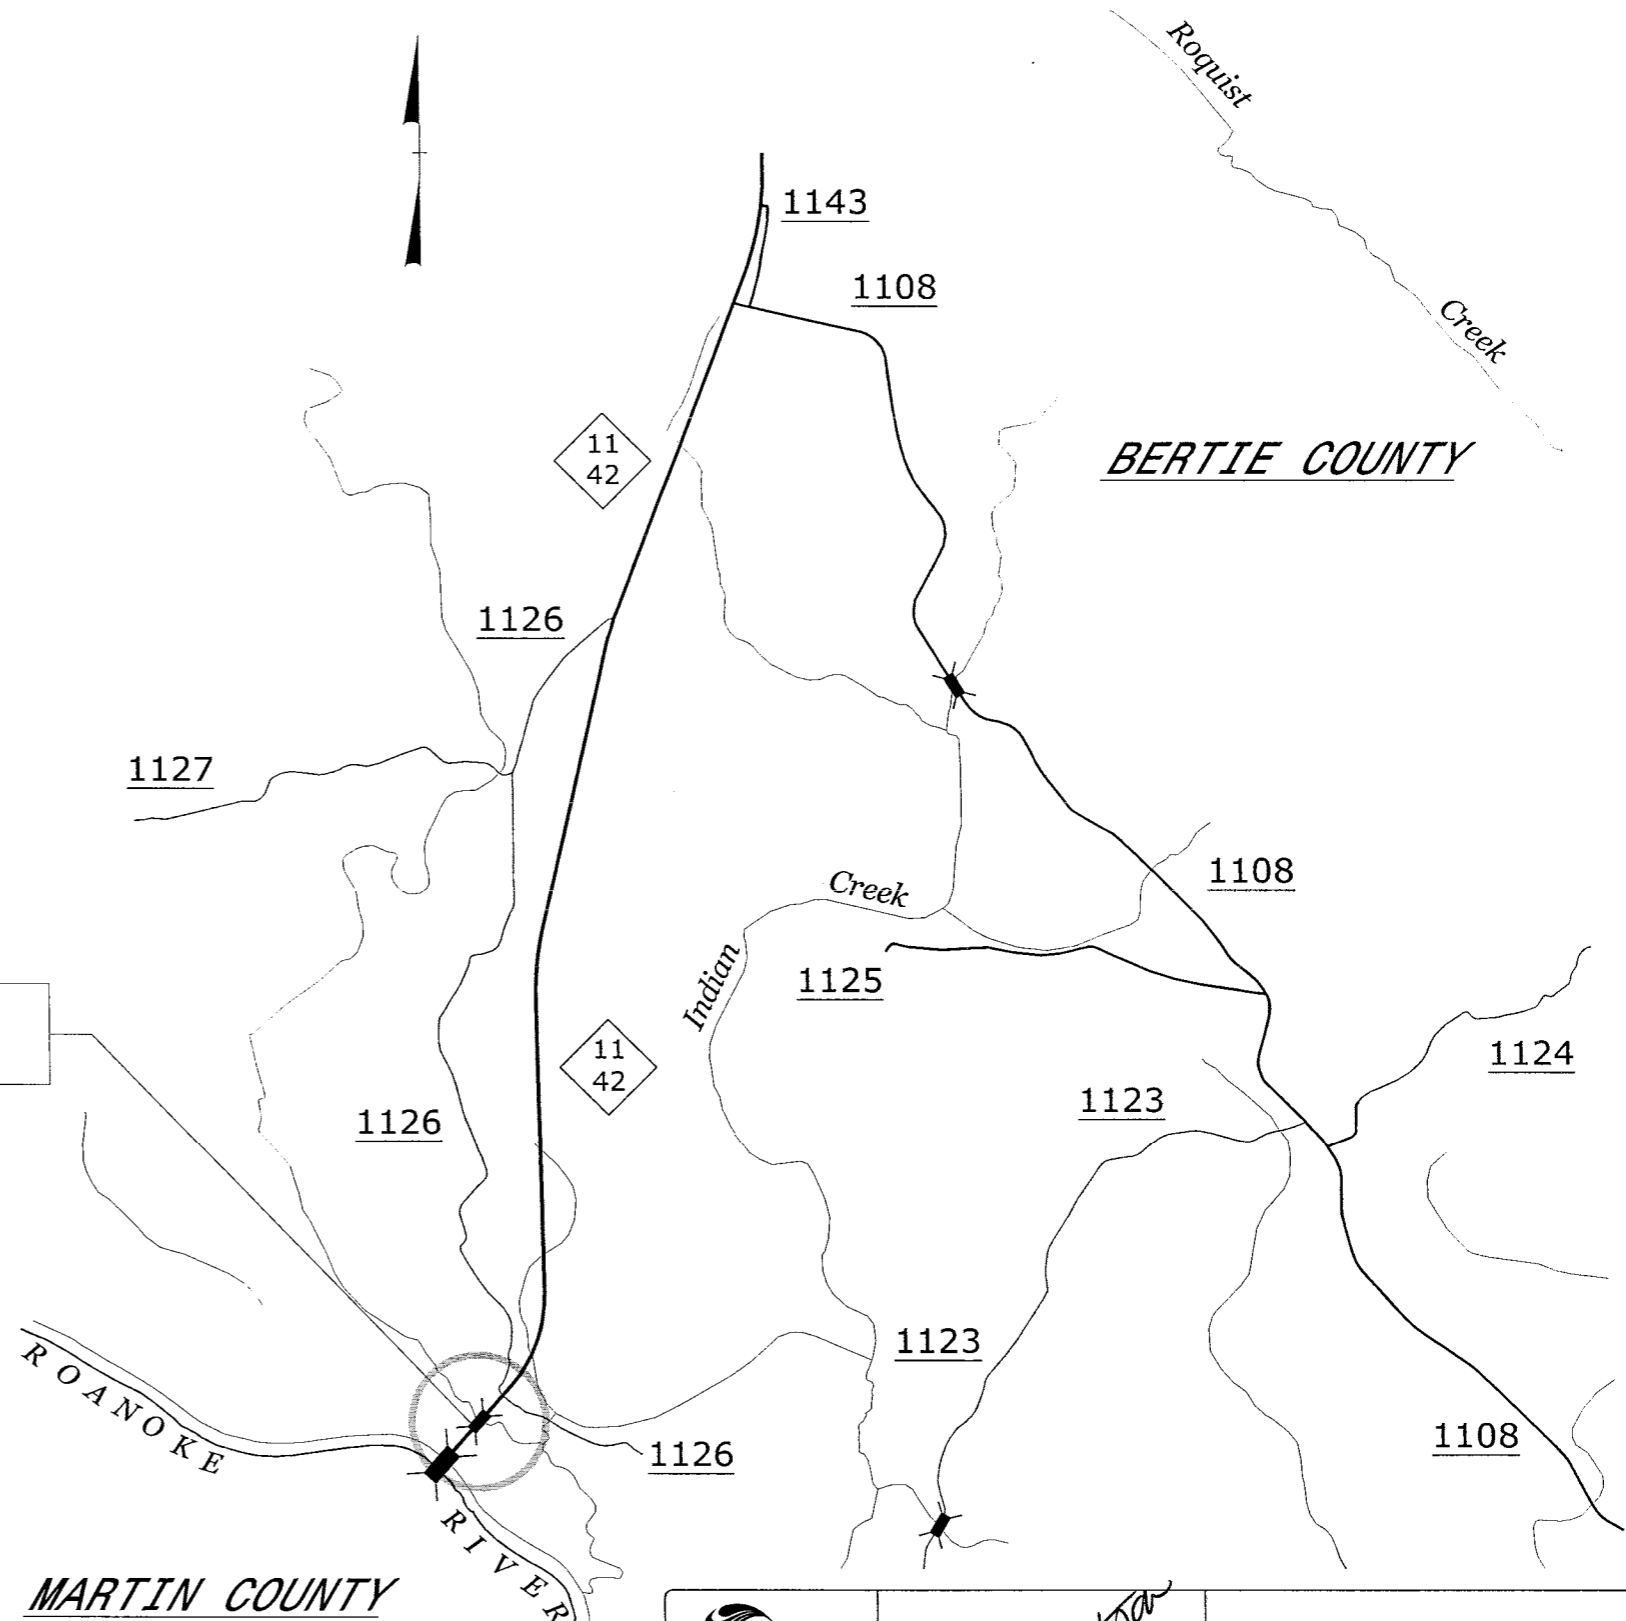 Roquist
1143
1108
Creek
11
42
BERTIE COUNTY
1126
1127
1108
Creek
1125
Indian
11
42
1124
1123
1126
1123
ROANOKE
1108
1126
RIVER
MARTIN COUNTY